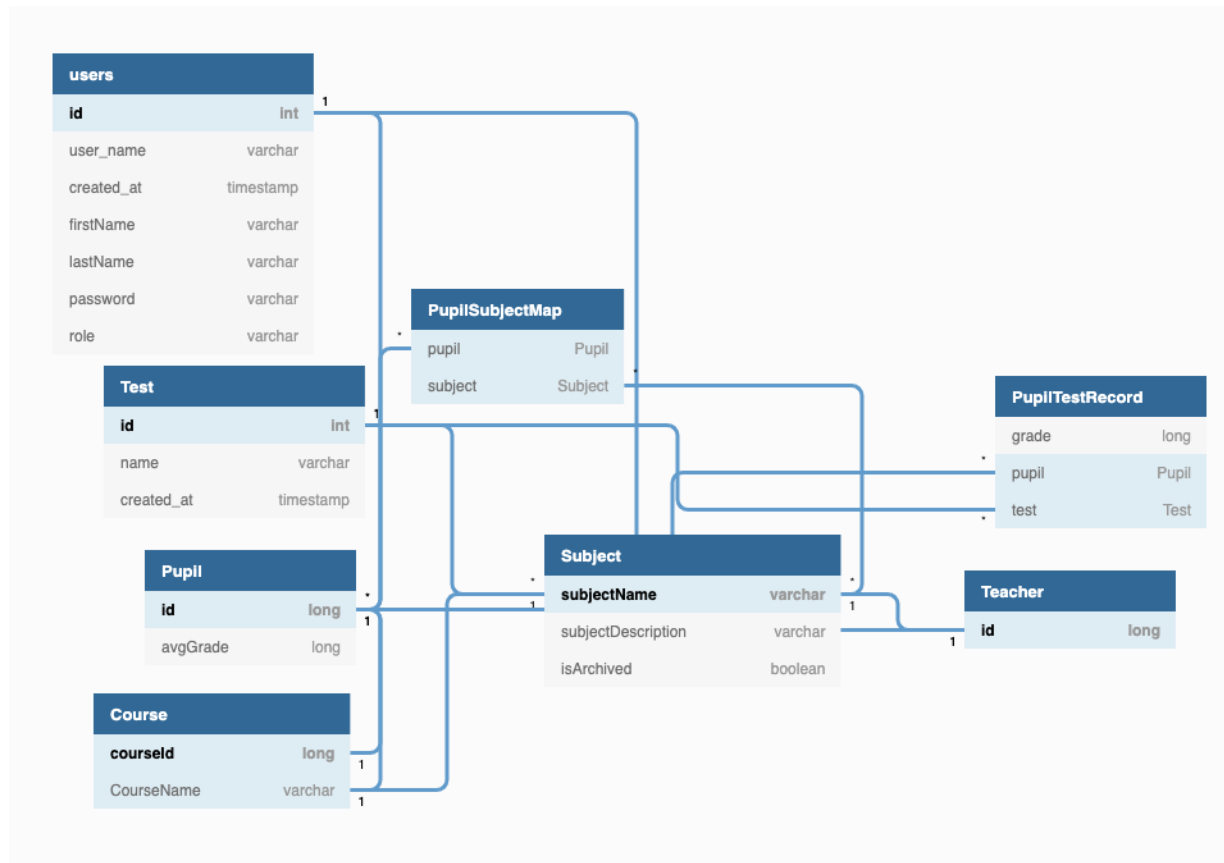 users
id int
user_name varchar
created_at timestamp
firstName varchar
lastName varchar
password varchar
role varchar
1
PupilSubjectMap
pupil Pupil
subject Subject
*
*
Test
id int
name varchar
created_at timestamp
1
PupilTestRecord
grade long
pupil Pupil
test Test
*
*
Pupil
id long
avgGrade long
*
1
Subject
subjectName varchar
subjectDescription varchar
isArchived boolean
*
1
*
1
Teacher
id long
1
Course
courseId long
CourseName varchar
1
1